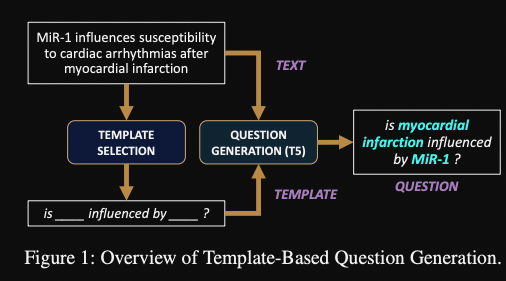 MiR-1 influences susceptibility
to cardiac arrhythmias after
myocardial infarction
TEXT
TEMPLATE
SELECTION
QUESTION
GENERATION (T5)
is myocardial
infarction influenced
by MiR-1 ?
QUESTION
TEMPLATE
is ____ influenced by ____ ?
Figure 1: Overview of Template-Based Question Generation.